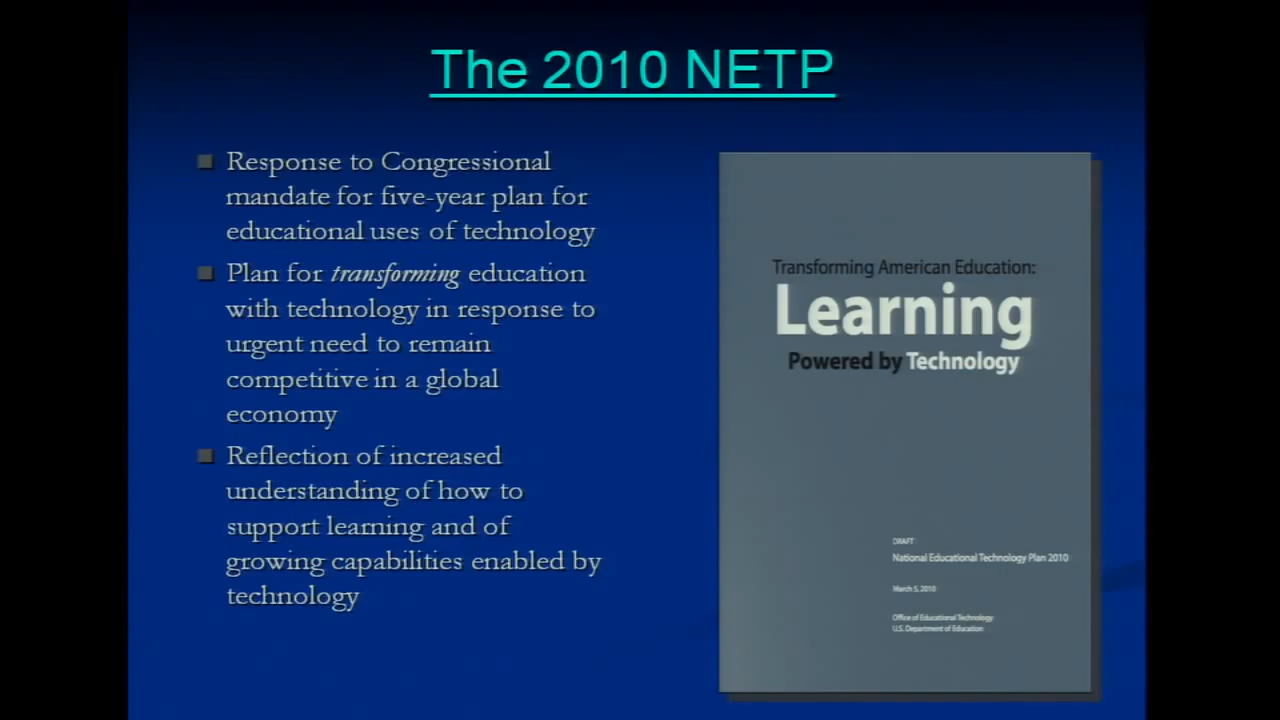 The 2010 NETP
Response to Congressional
mandate for five-year plan for
educational uses of technology
Plan for transforming education
with technology in response to
urgent need to remain
competitive in a global
economy
Reflection of increased
understanding of how to
support learning and of
growing capabilities enabled by
technology
Transforming American Education:
Learning
Powered by Technology
DRAFT
National Educational Technology Plan 2010
March 5, 2010
Office of Educational Technology
U.S. Department of Education